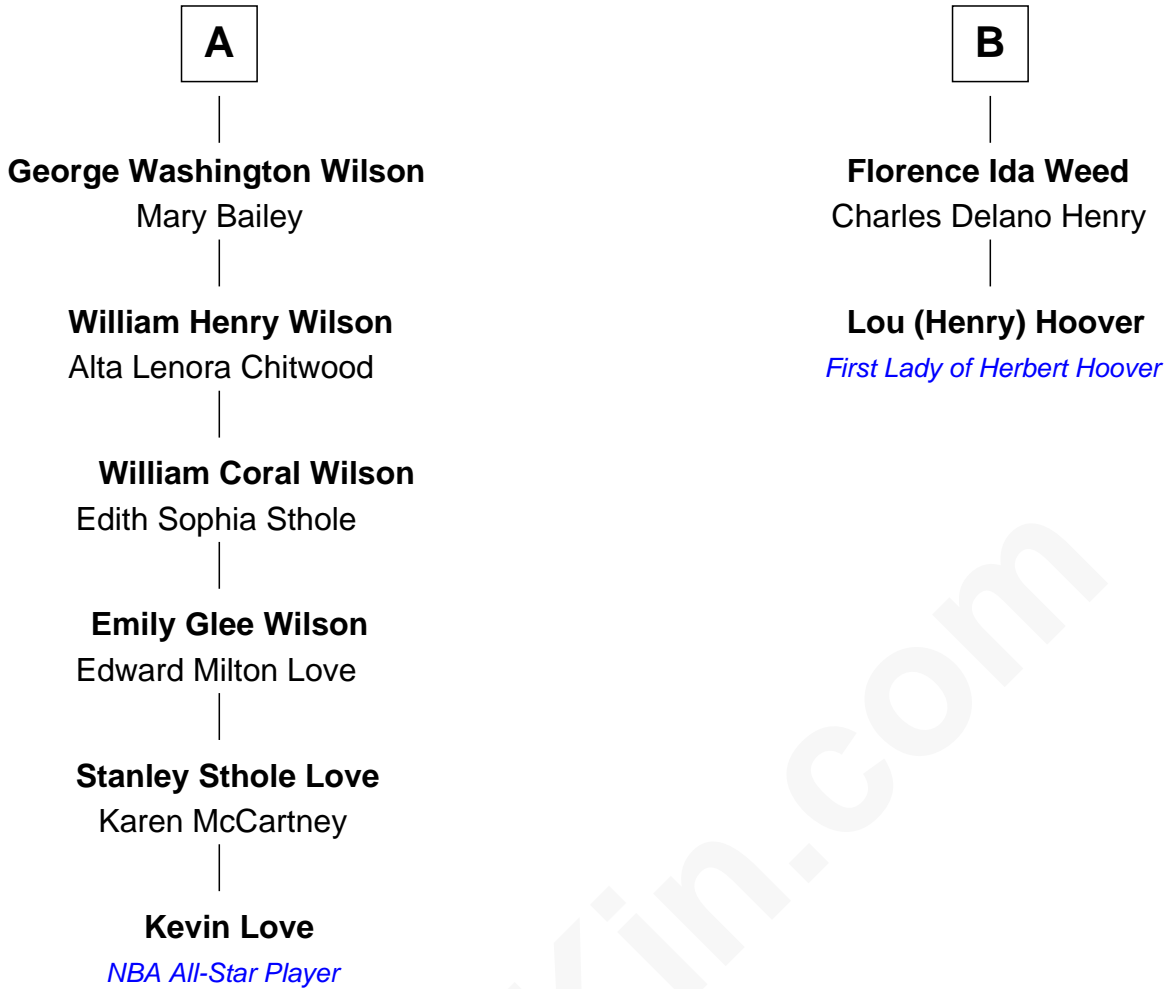 A
George Washington Wilson
Mary Bailey
William Henry Wilson
Alta Lenora Chitwood
William Coral Wilson
Edith Sophia Sthole
Emily Glee Wilson
Edward Milton Love
Stanley Sthole Love
Karen McCartney
Kevin Love
NBA All-Star Player
B
Florence Ida Weed
Charles Delano Henry
Lou (Henry) Hoover
First Lady of Herbert Hoover
Kin.com